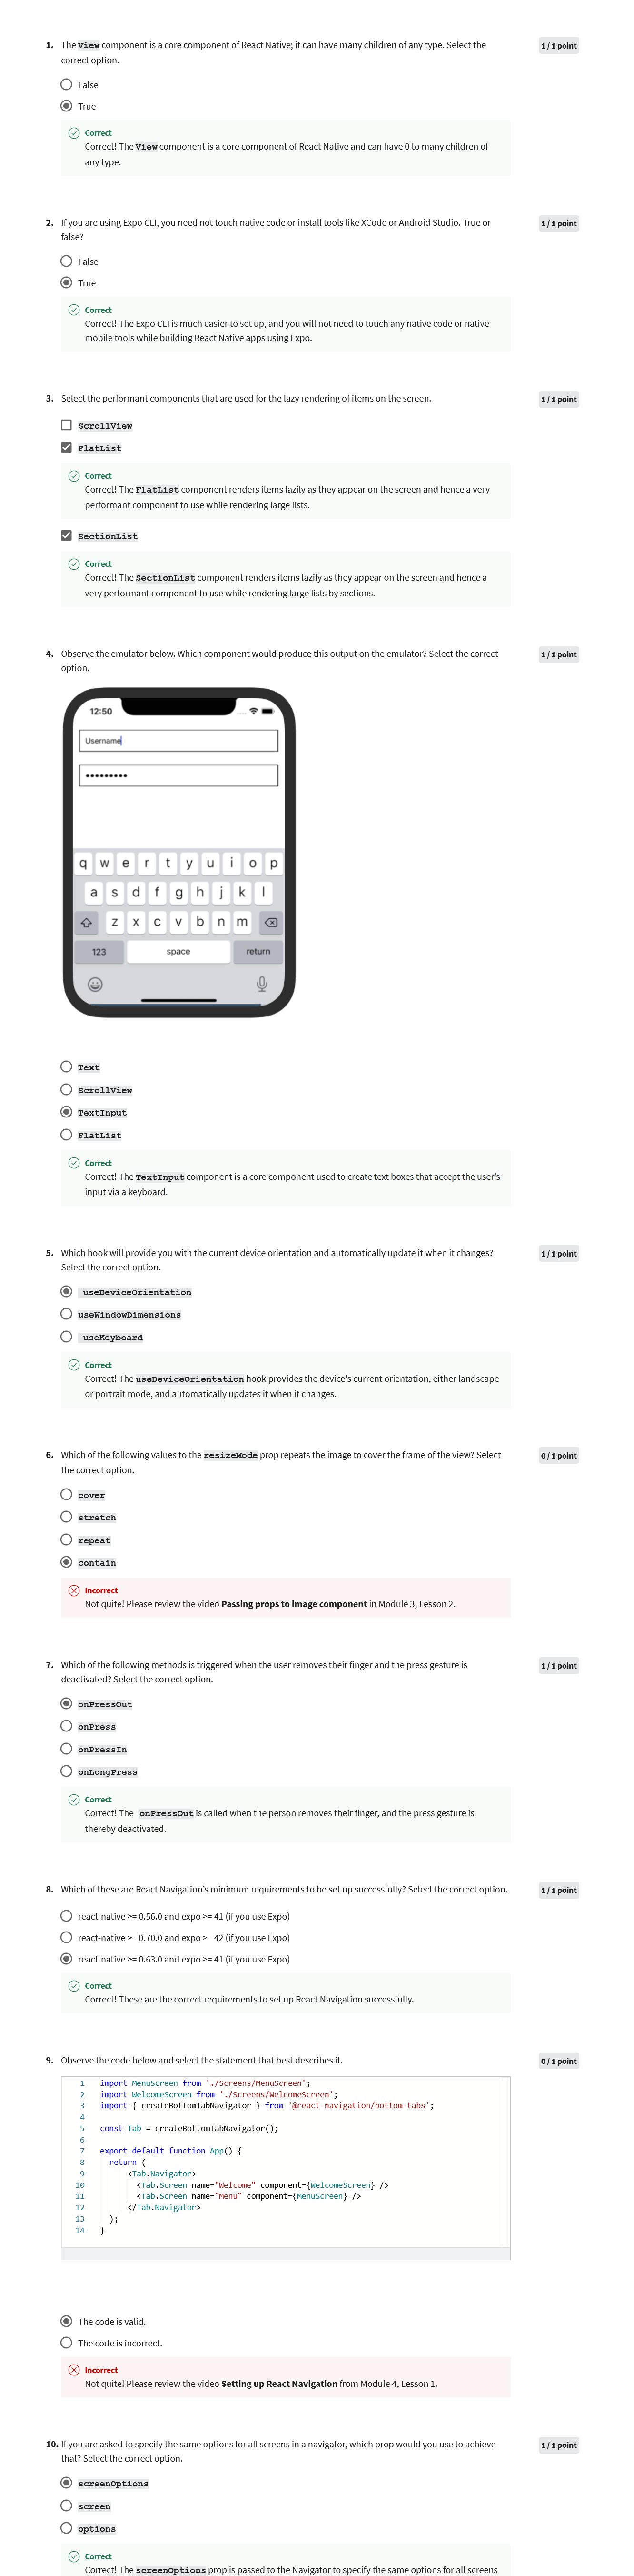 1. The View component is a core component of React Native; it can have many children of any type. Select the
correct option.
1 / 1 point
False
True
Correct
Correct! The View component is a core component of React Native and can have 0 to many children of
any type.
2. If you are using Expo CLI, you need not touch native code or install tools like XCode or Android Studio. True or
false?
1 / 1 point
False
True
Correct
Correct! The Expo CLI is much easier to set up, and you will not need to touch any native code or native
mobile tools while building React Native apps using Expo.
3. Select the performant components that are used for the lazy rendering of items on the screen.
1 / 1 point
ScrollView
FlatList
Correct
Correct! The FlatList component renders items lazily as they appear on the screen and hence a very
performant component to use while rendering large lists.
SectionList
Correct
Correct! The SectionList component renders items lazily as they appear on the screen and hence a
very performant component to use while rendering large lists by sections.
4. Observe the emulator below. Which component would produce this output on the emulator? Select the correct
option.
1 / 1 point
12:50
Username
•••••••••
q w e r t y u i o p
a s d f g h j k l
z x c v b n m
123 space return
Text
ScrollView
TextInput
FlatList
Correct
Correct! The TextInput component is a core component used to create text boxes that accept the user's
input via a keyboard.
5. Which hook will provide you with the current device orientation and automatically update it when it changes?
Select the correct option.
1 / 1 point
useDeviceOrientation
useWindowDimensions
useKeyboard
Correct
Correct! The useDeviceOrientation hook provides the device's current orientation, either landscape
or portrait mode, and automatically updates it when it changes.
6. Which of the following values to the resizeMode prop repeats the image to cover the frame of the view? Select
the correct option.
0 / 1 point
cover
stretch
repeat
contain
Incorrect
Not quite! Please review the video Passing props to image component in Module 3, Lesson 2.
7. Which of the following methods is triggered when the user removes their finger and the press gesture is
deactivated? Select the correct option.
1 / 1 point
onPressOut
onPress
onPressIn
onLongPress
Correct
Correct! The onPressOut is called when the person removes their finger, and the press gesture is
thereby deactivated.
8. Which of these are React Navigation's minimum requirements to be set up successfully? Select the correct option.
1 / 1 point
react-native >= 0.56.0 and expo >= 41 (if you use Expo)
react-native >= 0.70.0 and expo >= 42 (if you use Expo)
react-native >= 0.63.0 and expo >= 41 (if you use Expo)
Correct
Correct! These are the correct requirements to set up React Navigation successfully.
9. Observe the code below and select the statement that best describes it.
0 / 1 point
1 import MenuScreen from './Screens/MenuScreen';
2 import WelcomeScreen from './Screens/WelcomeScreen';
3 import { createBottomTabNavigator } from '@react-navigation/bottom-tabs';
4
5 const Tab = createBottomTabNavigator();
6
7 export default function App() {
8 return (
9 <Tab.Navigator>
10 <Tab.Screen name="Welcome" component={WelcomeScreen} />
11 <Tab.Screen name="Menu" component={MenuScreen} />
12 </Tab.Navigator>
13 );
14 }
The code is valid.
The code is incorrect.
Incorrect
Not quite! Please review the video Setting up React Navigation from Module 4, Lesson 1.
10. If you are asked to specify the same options for all screens in a navigator, which prop would you use to achieve
that? Select the correct option.
1 / 1 point
screenOptions
screen
options
Correct
Correct! The screenOptions prop is passed to the Navigator to specify the same options for all screens